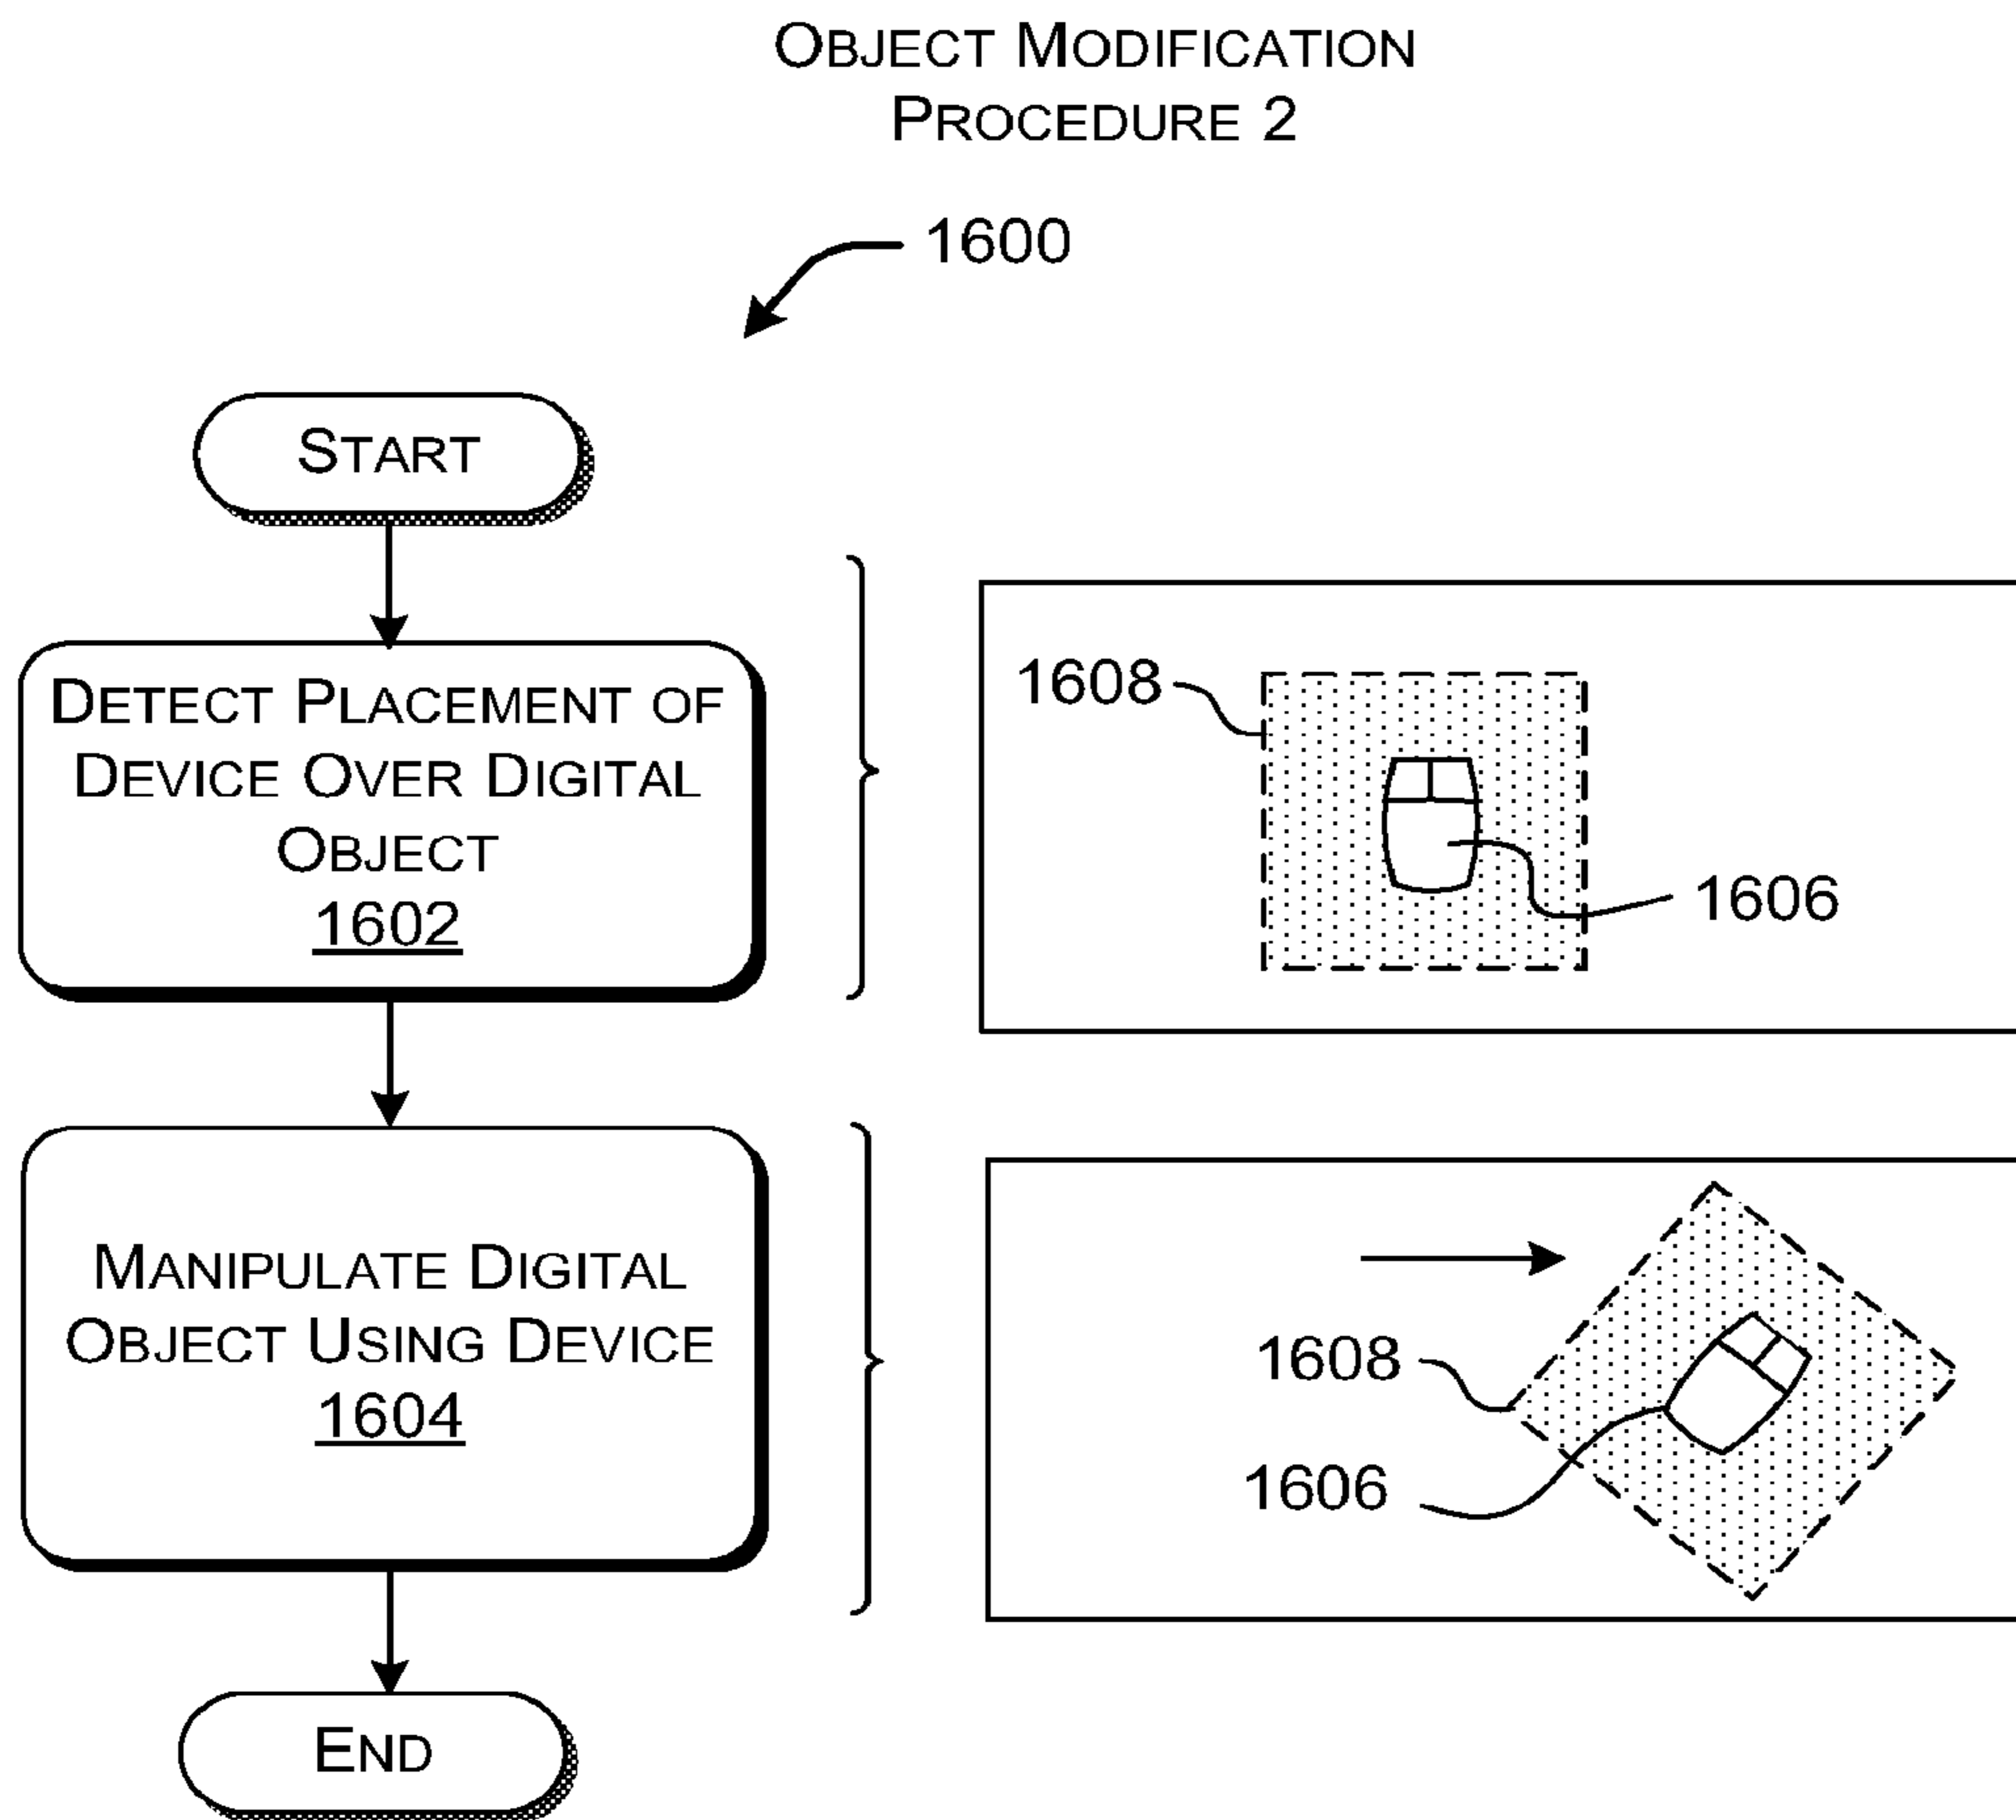 OBJECT MODIFICATION
PROCEDURE 2
1600
START
DETECT PLACEMENT OF
DEVICE OVER DIGITAL
OBJECT
1602
1608
1606
MANIPULATE DIGITAL
OBJECT USING DEVICE
1604
1608
1606
END